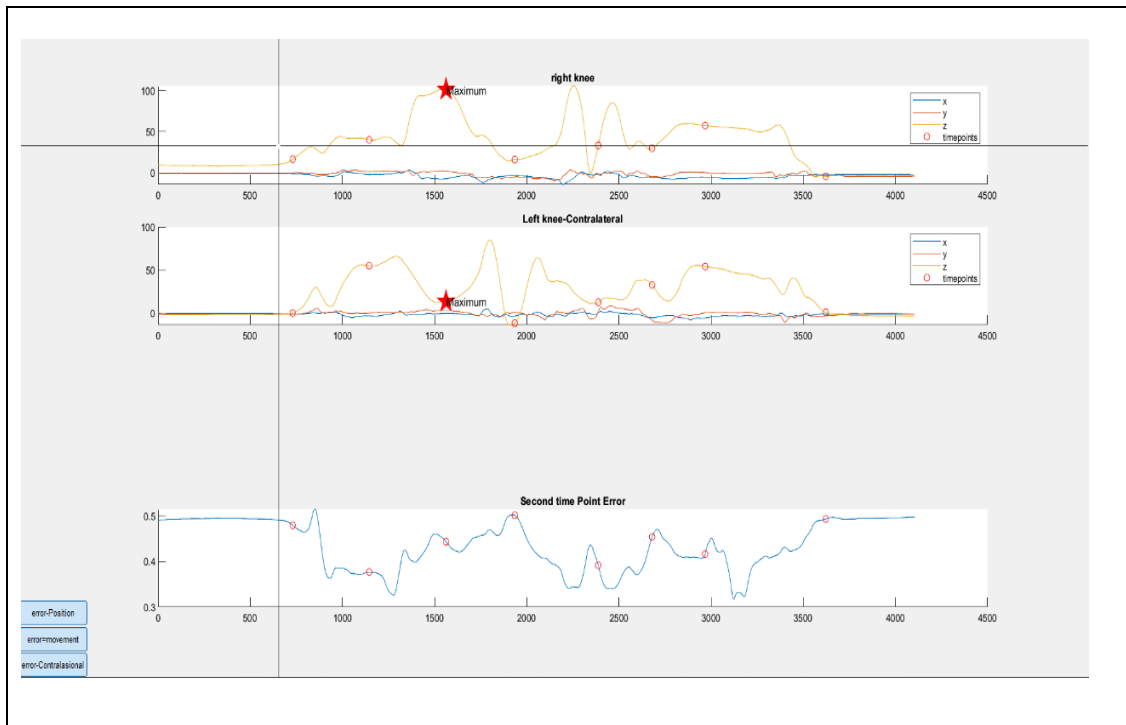 right knee
100
50
0
Maximum
x
y
z
timepoints
0 500 1000 1500 2000 2500 3000 3500 4000 4500
Left knee-Contralateral
100
50
0
Maximum
x
y
z
timepoints
0 500 1000 1500 2000 2500 3000 3500 4000 4500
Second time Point Error
0.5
0.4
0.3
0 500 1000 1500 2000 2500 3000 3500 4000 4500
error-Position
error=movement
error-Contralasional